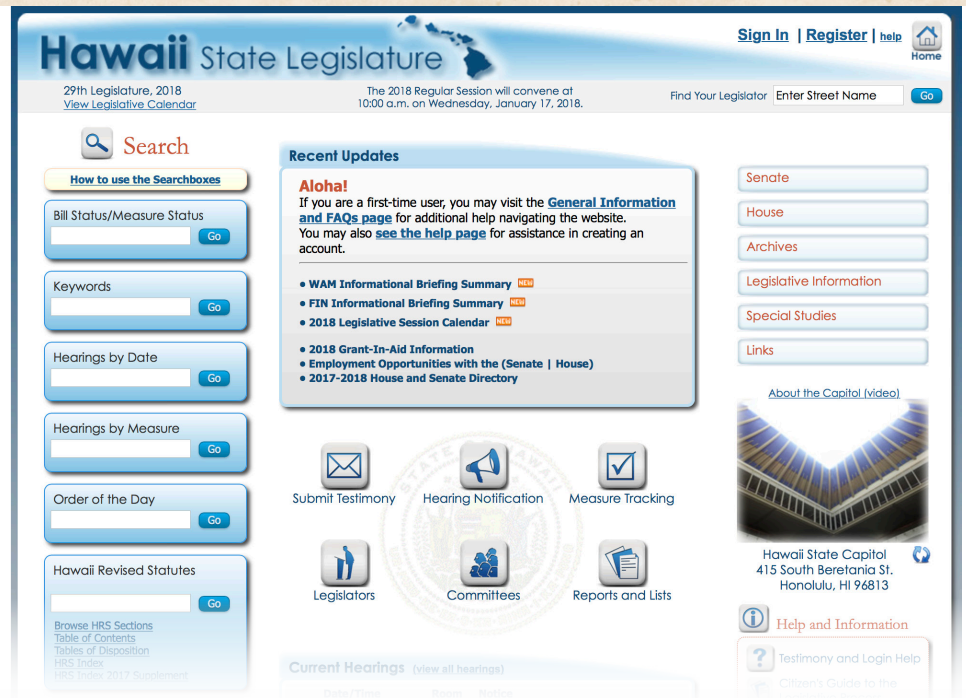 Hawaii State Legislature
Sign In | Register | help
Home
29th Legislature, 2018
View Legislative Calendar
The 2018 Regular Session will convene at
10:00 a.m. on Wednesday, January 17, 2018.
Find Your Legislator Enter Street Name Go
Search
How to use the Searchboxes
Bill Status/Measure Status
Go
Keywords
Go
Hearings by Date
Go
Hearings by Measure
Go
Order of the Day
Go
Hawaii Revised Statutes
Go
Browse HRS Sections
Table of Contents
Tables of Disposition
HRS Index
HRS Index 2017 Supplement
Recent Updates
Aloha!
If you are a first-time user, you may visit the General Information
and FAQs page for additional help navigating the website.
You may also see the help page for assistance in creating an
account.
• WAM Informational Briefing Summary NEW
• FIN Informational Briefing Summary NEW
• 2018 Legislative Session Calendar NEW
• 2018 Grant-In-Aid Information
• Employment Opportunities with the (Senate | House)
• 2017-2018 House and Senate Directory
Submit Testimony
Hearing Notification
Measure Tracking
Legislators
Committees
Reports and Lists
Current Hearings (view all hearings)
Date/Time Room Notice
Senate
House
Archives
Legislative Information
Special Studies
Links
About the Capitol (video)
Hawaii State Capitol
415 South Beretania St.
Honolulu, HI 96813
Help and Information
Testimony and Login Help
Citizen's Guide to the